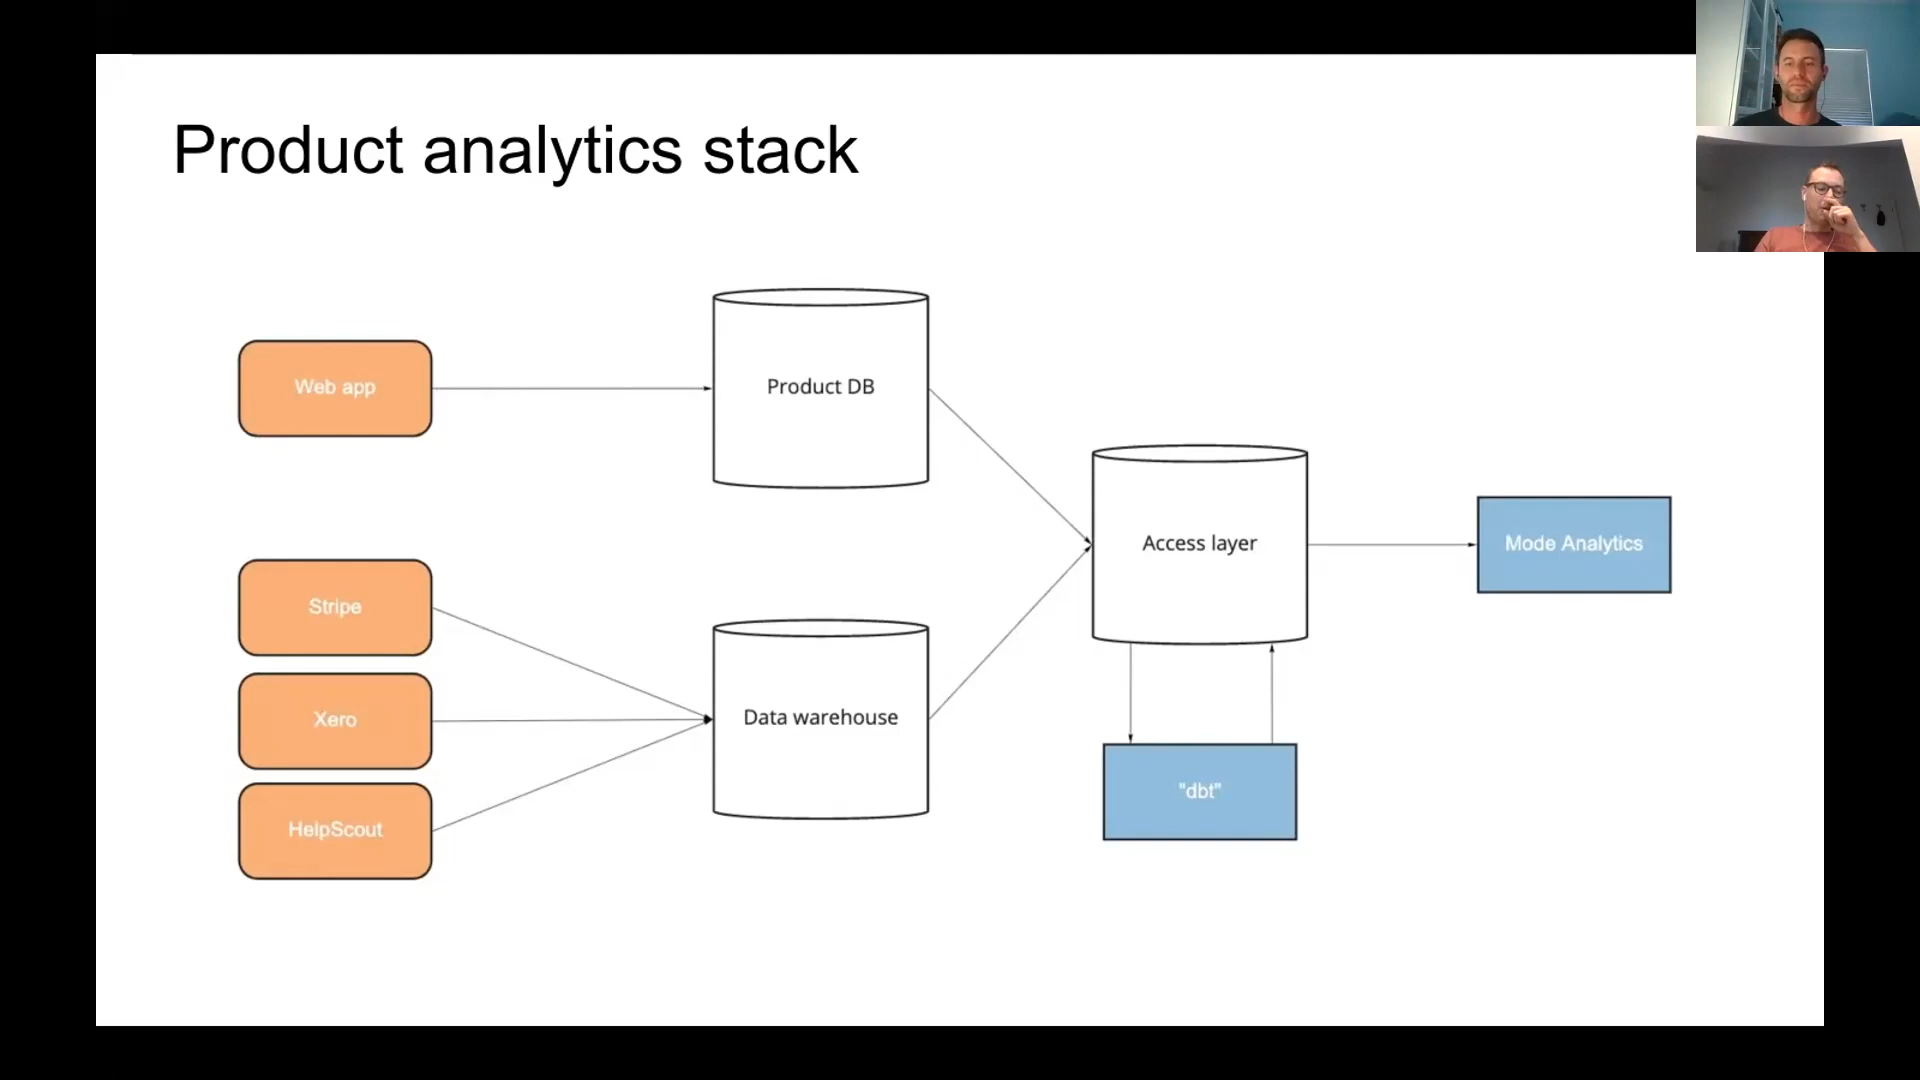 Product analytics stack
Web app
Product DB
Access layer
Mode Analytics
Stripe
Xero
Data warehouse
"dbt"
HelpScout